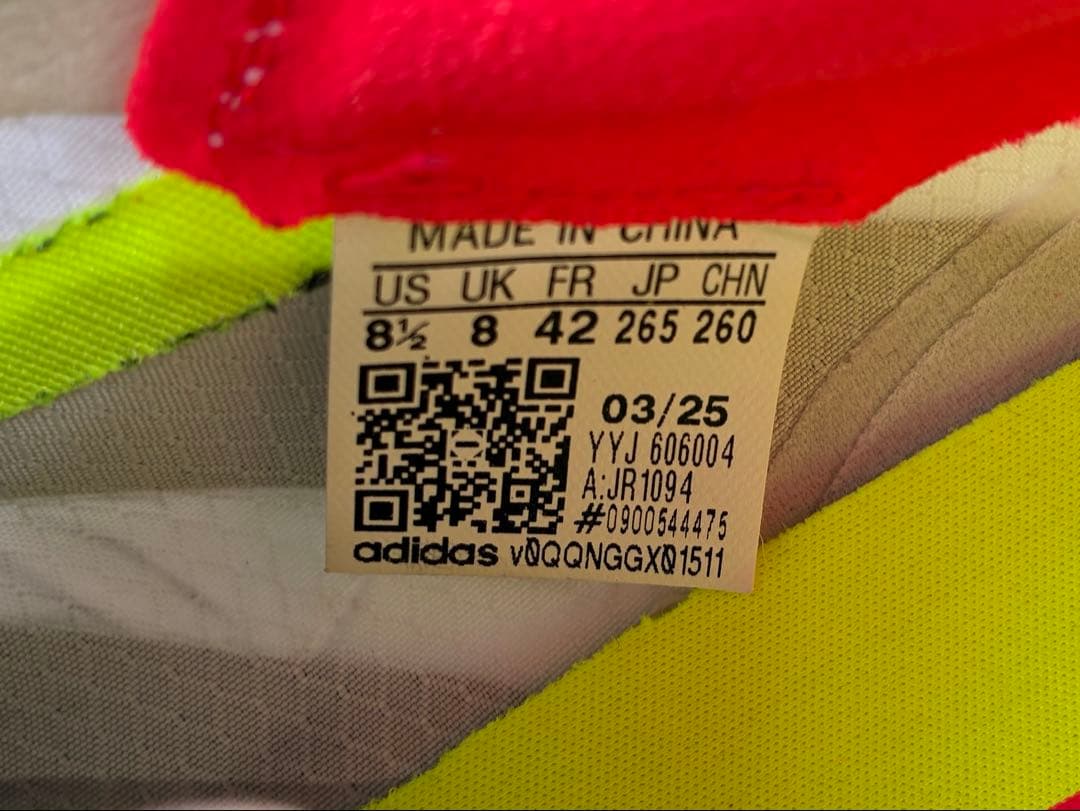 MADE IN CHINA
US UK FR JP CHN
8½ 8 42 265 260
03/25
YYJ 606004
A:JR1094
#0900544475
adidas v0QQNGGX01511